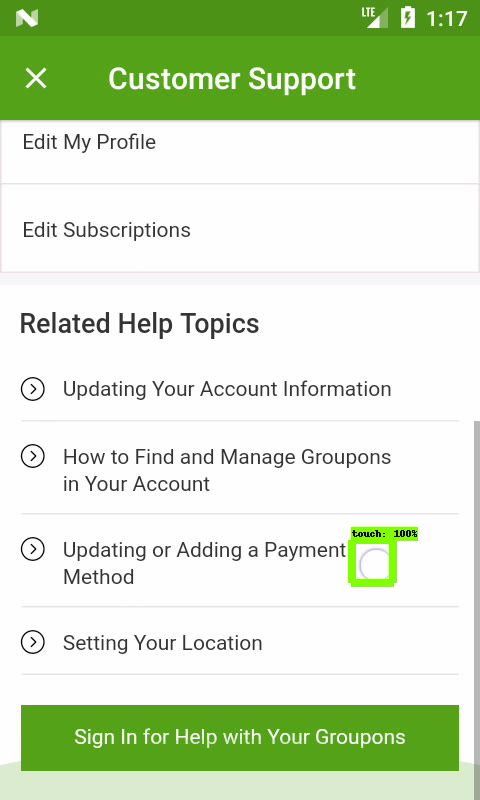 LTE
1:17
Customer Support
Edit My Profile
Edit Subscriptions
Related Help Topics
Updating Your Account Information
How to Find and Manage Groupons
in Your Account
touch: 100%
Updating or Adding a Payment
Method
Setting Your Location
Sign In for Help with Your Groupons